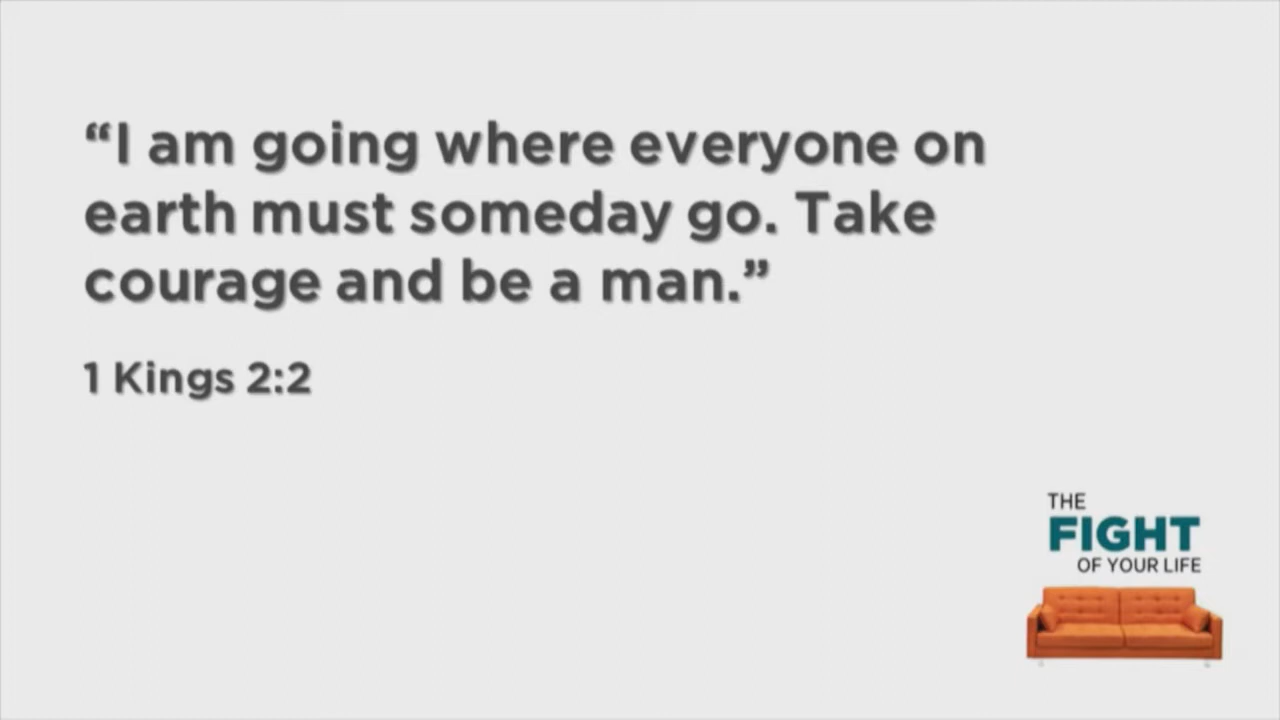 “I am going where everyone on
earth must someday go. Take
courage and be a man.”
1 Kings 2:2
THE
FIGHT
OF YOUR LIFE